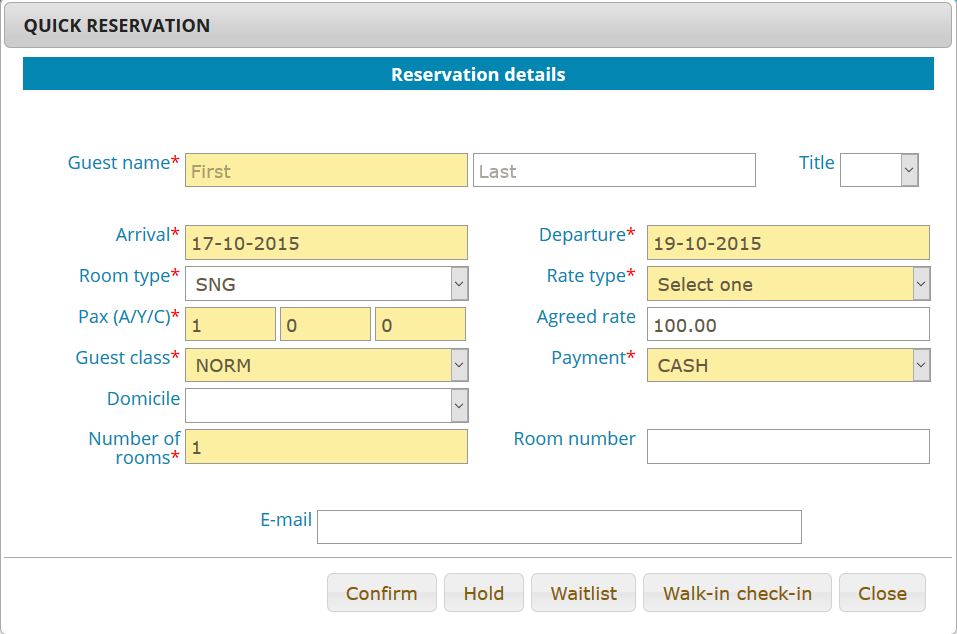 QUICK RESERVATION
Reservation details
Guest name* First Last Title
Arrival* 17-10-2015 Departure* 19-10-2015
Room type* SNG Rate type* Select one
Pax (A/Y/C)* 1 0 0 Agreed rate 100.00
Guest class* NORM Payment* CASH
Domicile
Number of
rooms* 1 Room number
E-mail
Confirm Hold Waitlist Walk-in check-in Close